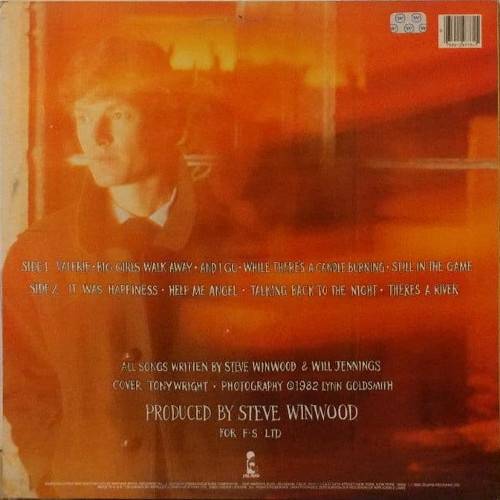 SIDE 1 VALERIE · BIG GIRLS WALK AWAY · AND I GO · WHILE THERE'S A CANDLE BURNING · STILL IN THE GAME
SIDE 2 IT WAS HAPPINESS · HELP ME ANGEL · TALKING BACK TO THE NIGHT · THERES A RIVER
ALL SONGS WRITTEN BY STEVE WINWOOD & WILL JENNINGS
COVER TONY WRIGHT · PHOTOGRAPHY ©1982 LYNN GOLDSMITH
PRODUCED BY STEVE WINWOOD
FOR F·S·LTD